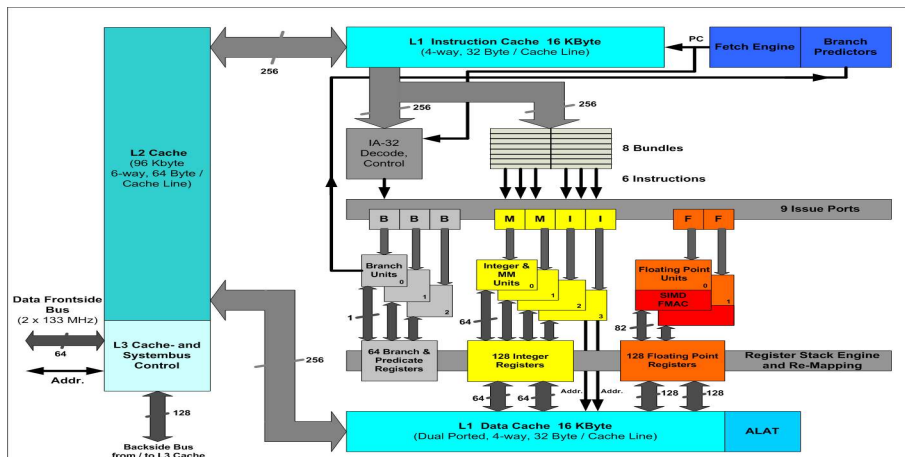 L1 Instruction Cache 16 KByte
(4-way, 32 Byte / Cache Line)
PC
Fetch Engine
Branch
Predictors
256
L2 Cache
(96 Kbyte
6-way, 64 Byte /
Cache Line)
256
256
IA-32
Decode,
Control
8 Bundles
6 Instructions
9 Issue Ports
B B B
M M I I
F F
Branch
Units
0
1
2
Integer &
MM
Units
0
1
2
3
Floating Point
Units
0
SIMD
FMAC
1
Data Frontside
Bus
(2 x 133 MHz)
64
Addr.
L3 Cache- and
Systembus
Control
1
64
82
256
64 Branch &
Predicate
Registers
128 Integer
Registers
128 Floating Point
Registers
Register Stack Engine
and Re-Mapping
128
64
64
Addr.
Addr.
128
128
L1 Data Cache 16 KByte
(Dual Ported, 4-way, 32 Byte / Cache Line)
ALAT
Backside Bus
from / to L3 Cache